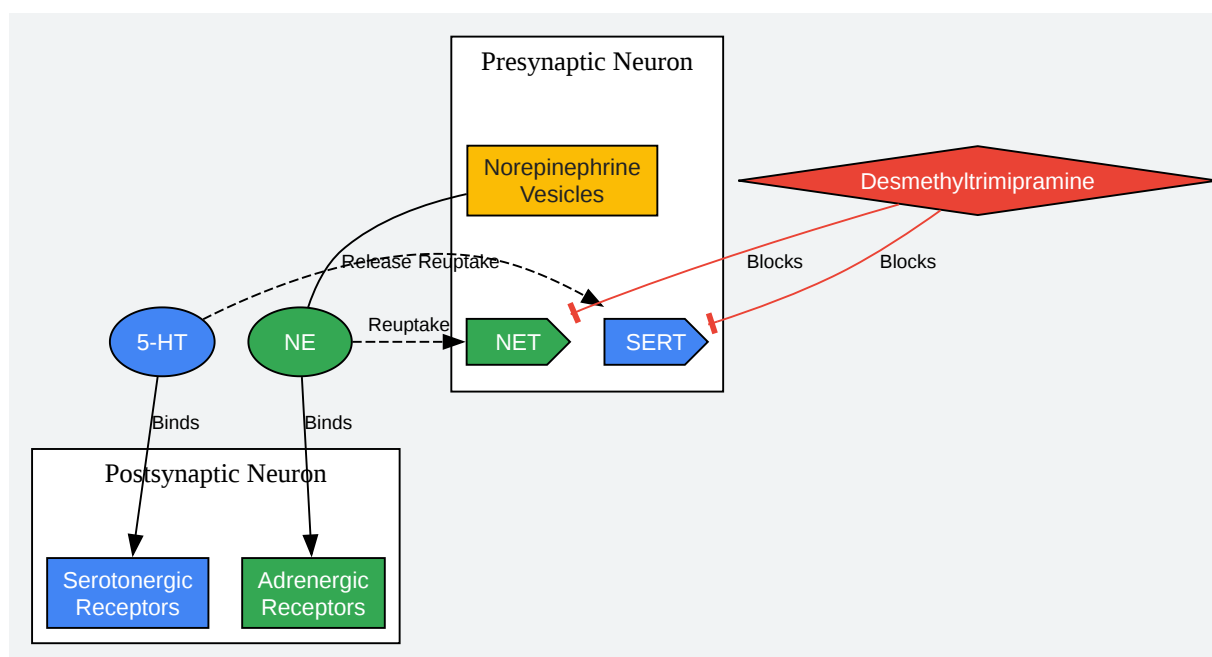 Presynaptic Neuron
Norepinephrine
Vesicles
Desmethyltrimipramine
Release
Reuptake
Blocks
Blocks
5-HT
NE
Reuptake
NET
SERT
Binds
Binds
Postsynaptic Neuron
Serotonergic
Receptors
Adrenergic
Receptors